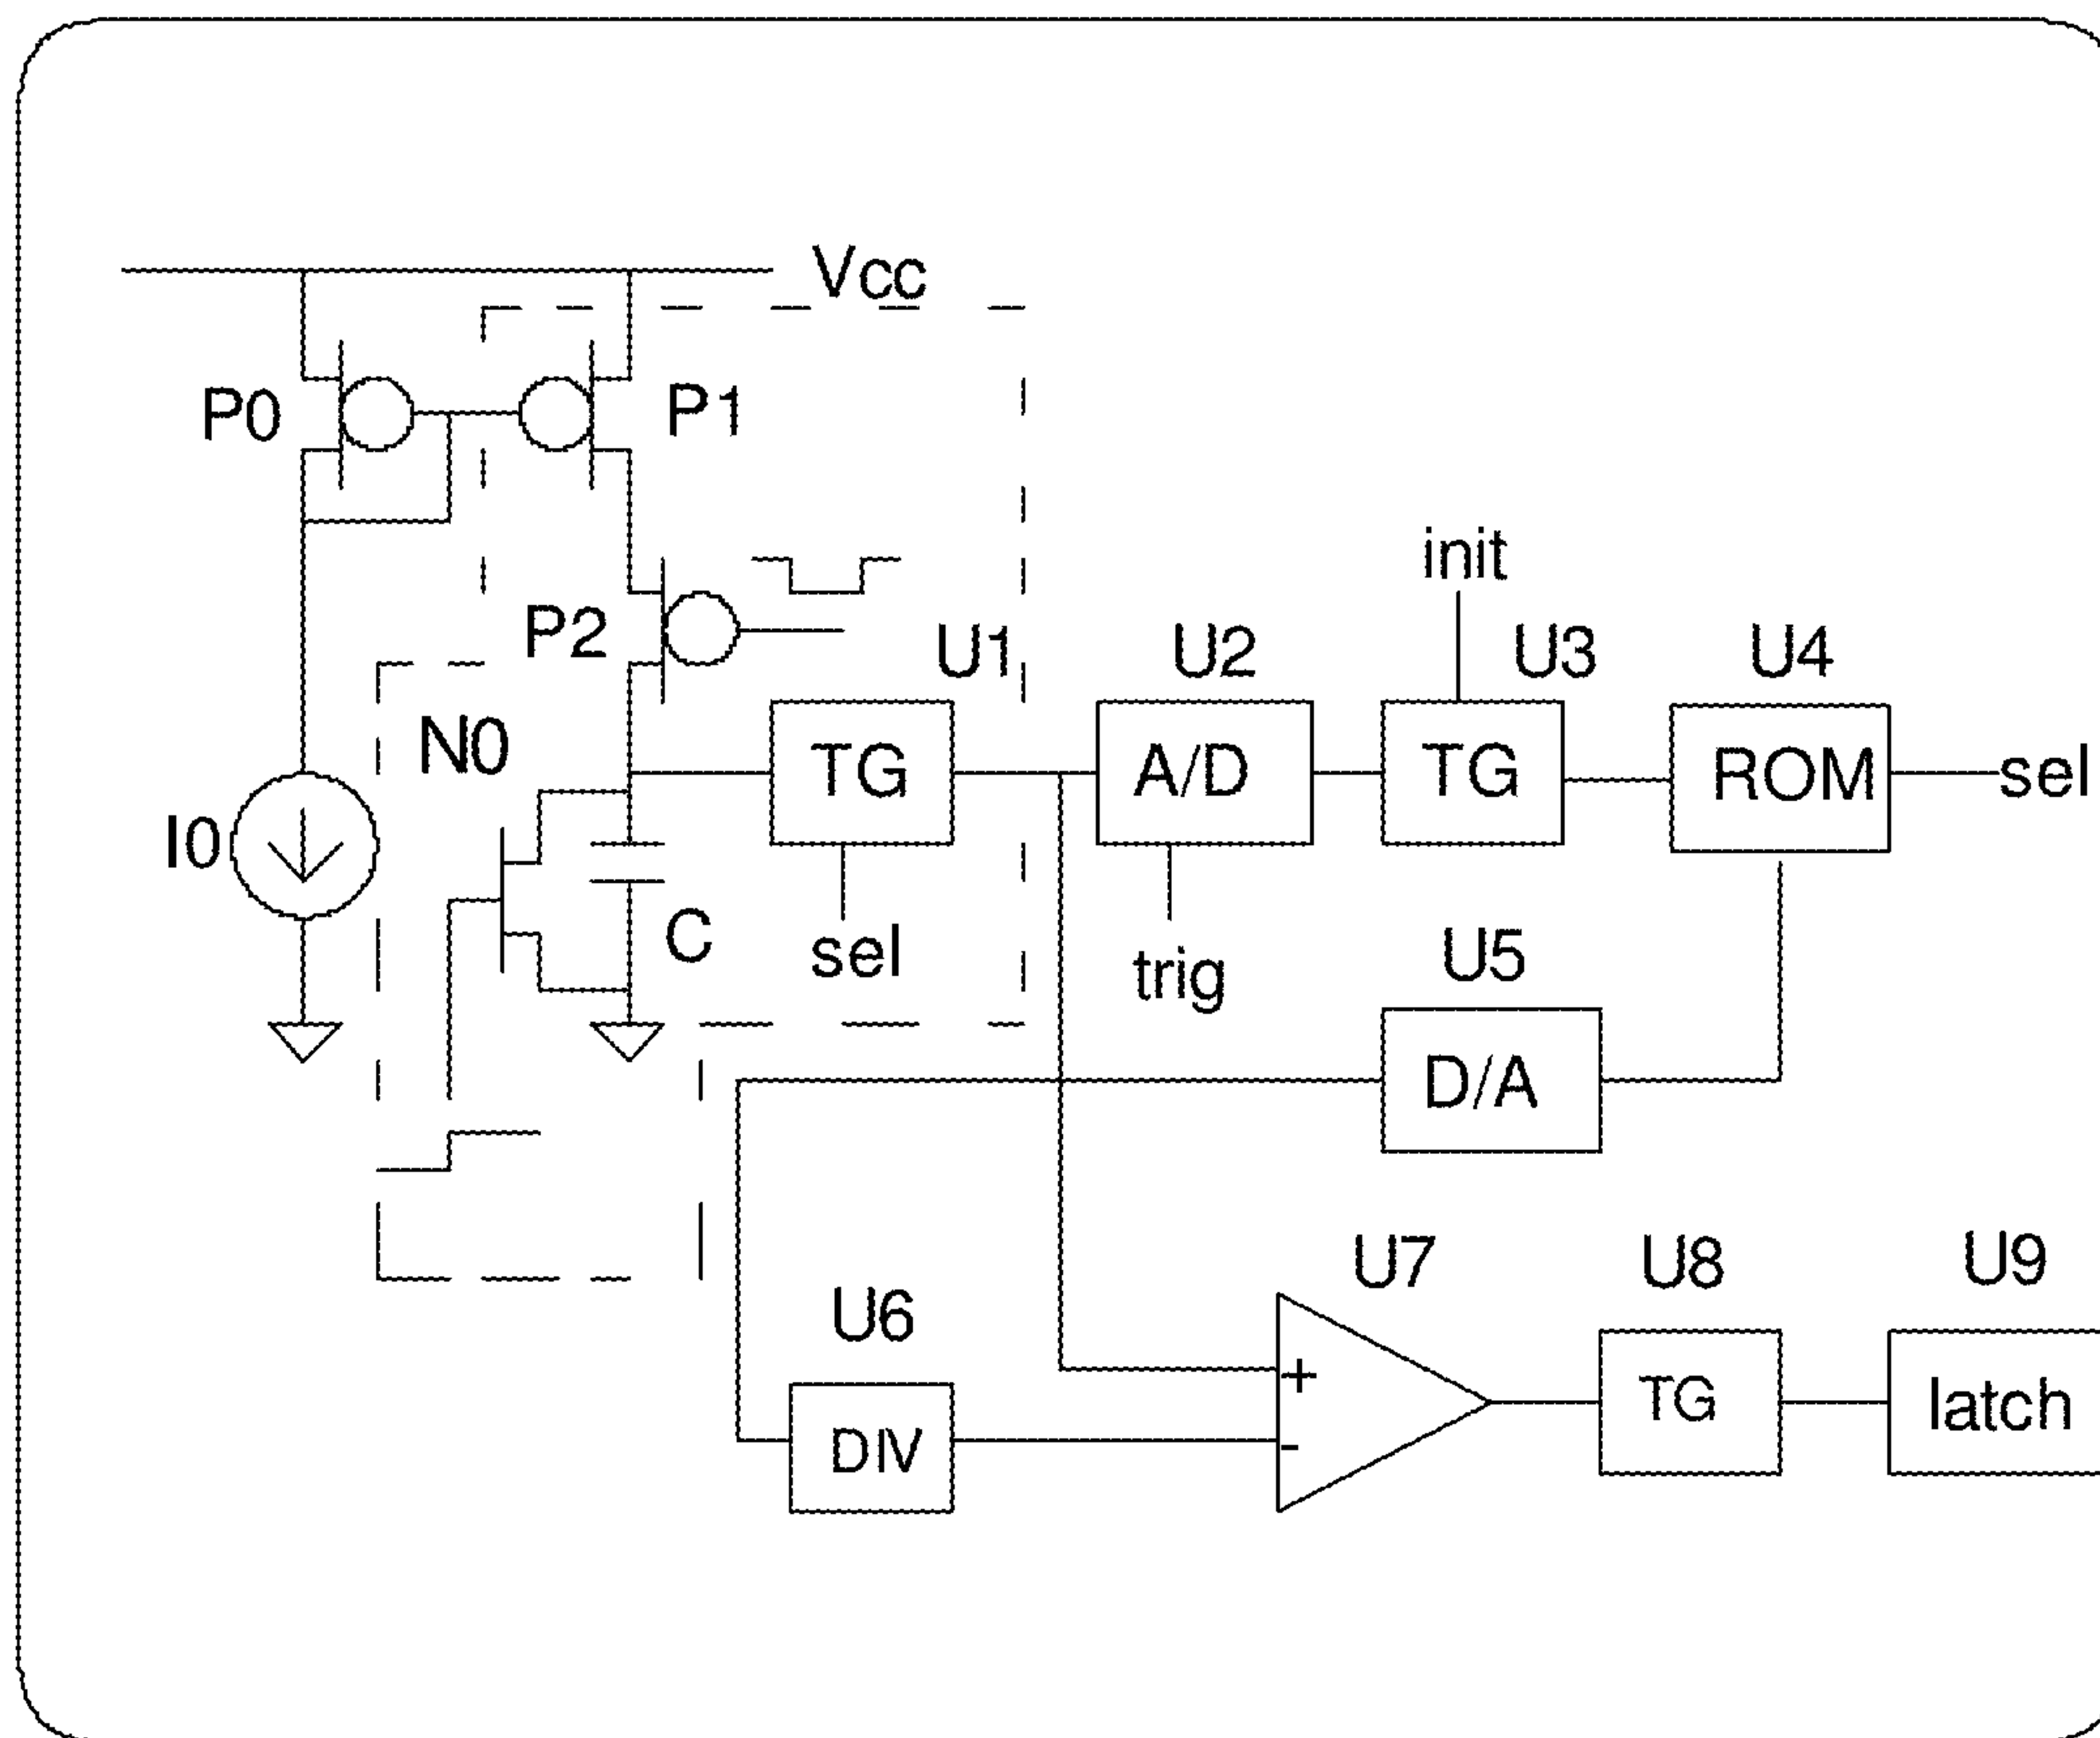 Vcc
P0
P1
init
P2
U1
U2
U3
U4
N0
TG
A/D
TG
ROM
sel
I0
C
sel
trig
U5
D/A
U6
U7
U8
U9
+
-
DIV
TG
latch